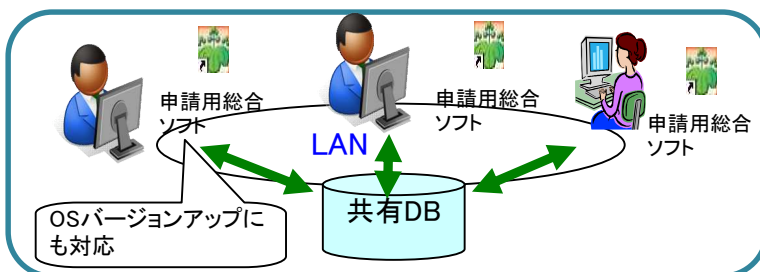 申請用総合
ソフト
申請用総合
ソフト
申請用総合
ソフト
LAN
OSバージョンアップに
も対応
共有DB